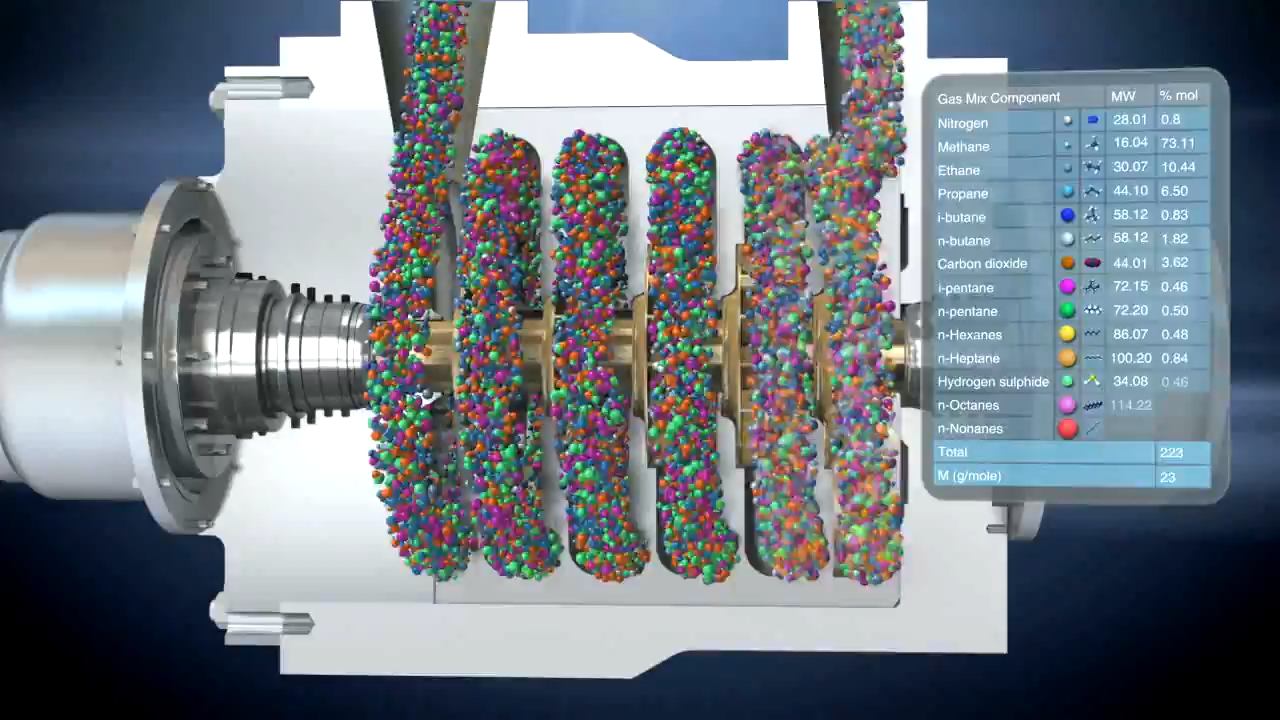 Gas Mix Component MW % mol
Nitrogen 28.01 0.8
Methane 16.04 73.11
Ethane 30.07 10.44
Propane 44.10 6.50
i-butane 58.12 0.83
n-butane 58.12 1.82
Carbon dioxide 44.01 3.62
i-pentane 72.15 0.46
n-pentane 72.20 0.50
n-Hexanes 86.07 0.48
n-Heptane 100.20 0.84
Hydrogen sulphide 34.08 0.46
n-Octanes 114.22
n-Nonanes
Total 223
M (g/mole) 23